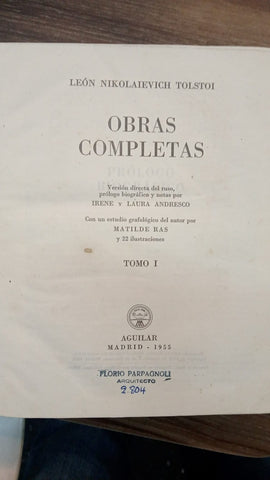 LEÓN NIKOLAIEVICH TOLSTOI
OBRAS
COMPLETAS
Versión directa del ruso,
prólogo biográfico y notas por
IRENE y LAURA ANDRESCO
Con un estudio grafológico del autor por
MATILDE RAS
y 22 ilustraciones
TOMO I
AGUILAR
MADRID - 1955
FLORIO PARPAGNOLI
ARQUITECTO
2.804